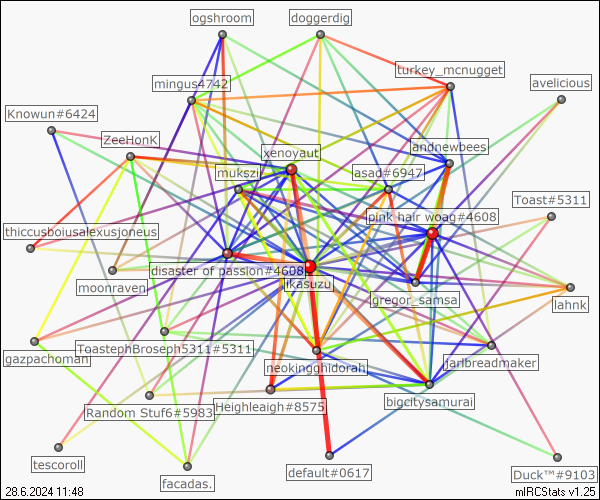 ogshroom
doggerdig
turkey_mcnugget
mingus4742
avelicious
Knowun#6424
ZeeHonK
andnewbees
xenoyaut
mukszi
asad#6947
Toast#5311
pink hair woag#4608
thiccusboiusalexusjoneus
disaster of passion#4608
moonraven
likasuzu
gregor_samsa
lahnk
gazpachoman
ToastephBroseph5311#5311
neokingghidorah
jarlbreadmaker
Random Stuf6#5983
Heighleigh#8575
bigcitysamurai
tescoroll
facadas.
default#0617
Duck™#9103
28.6.2024 11:48
mIRCStats v1.25